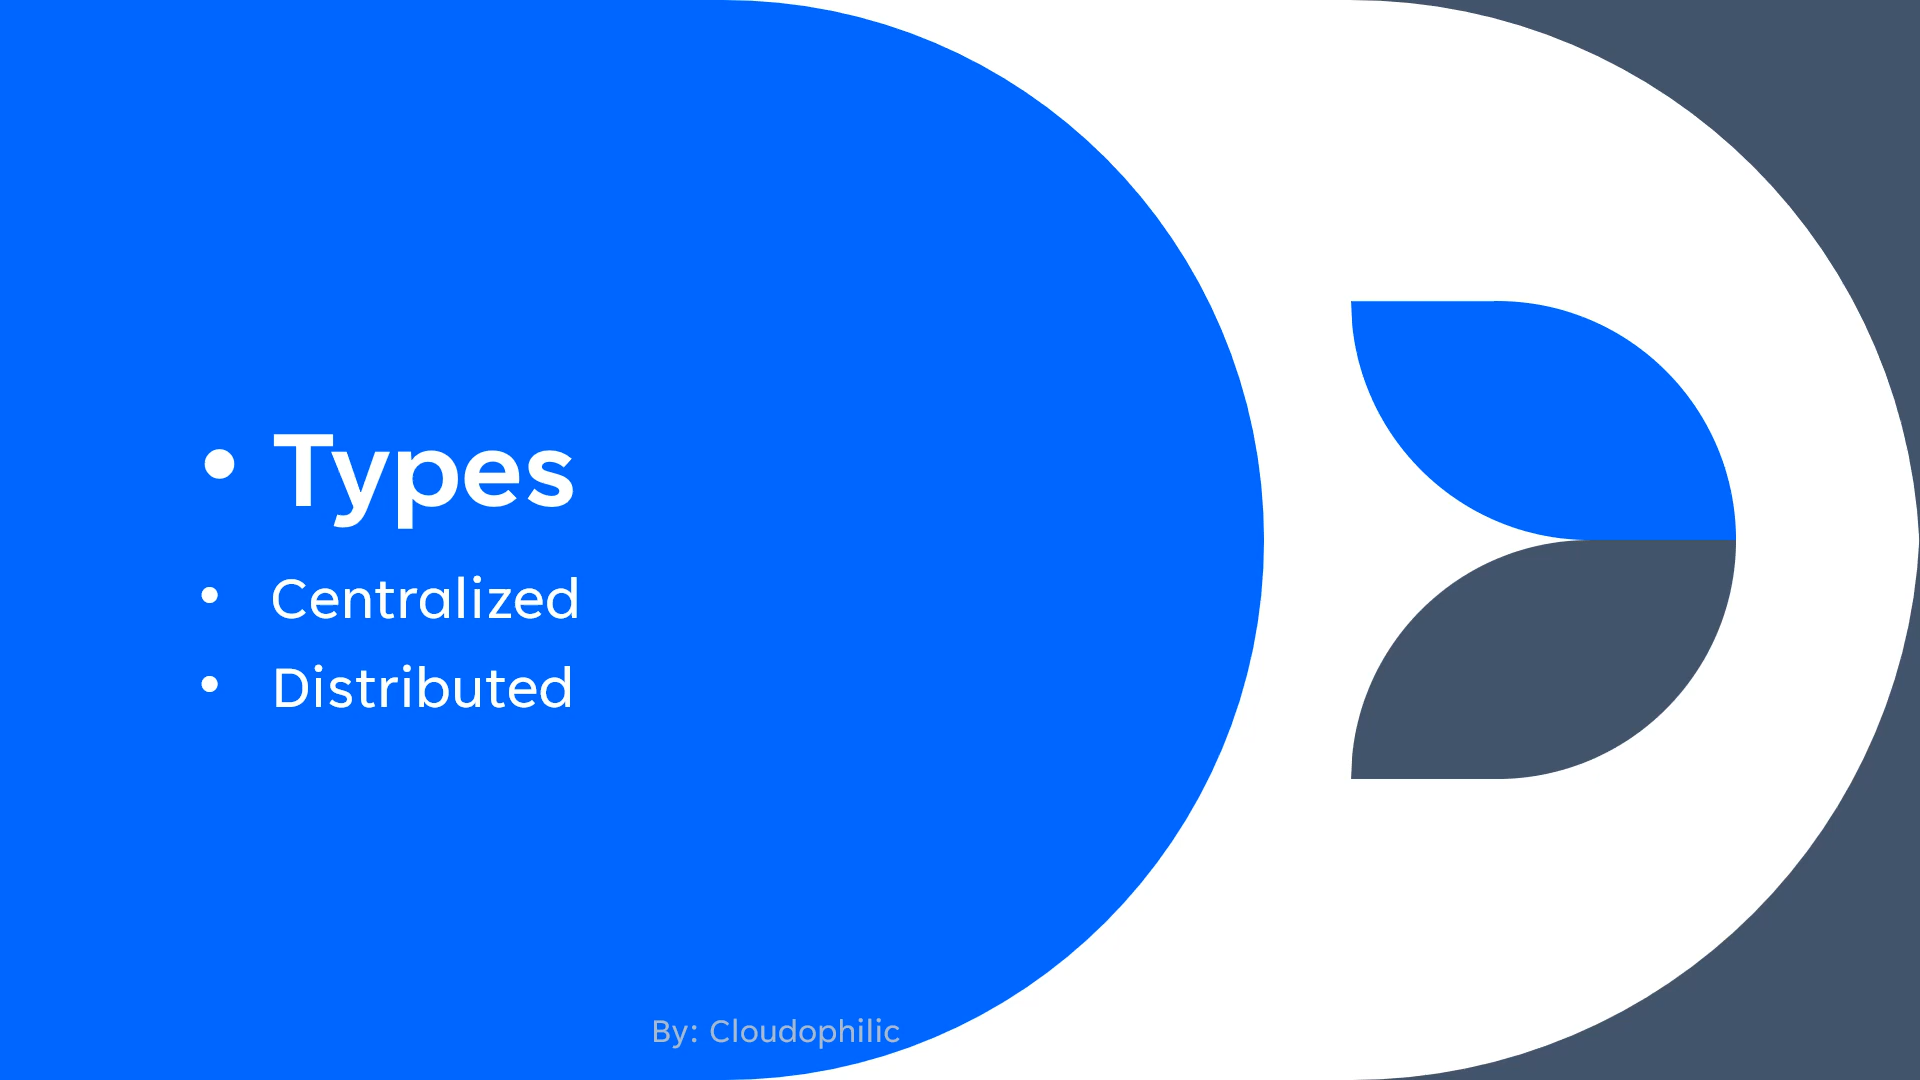 • Types
• Centralized
• Distributed
By: Cloudophilic